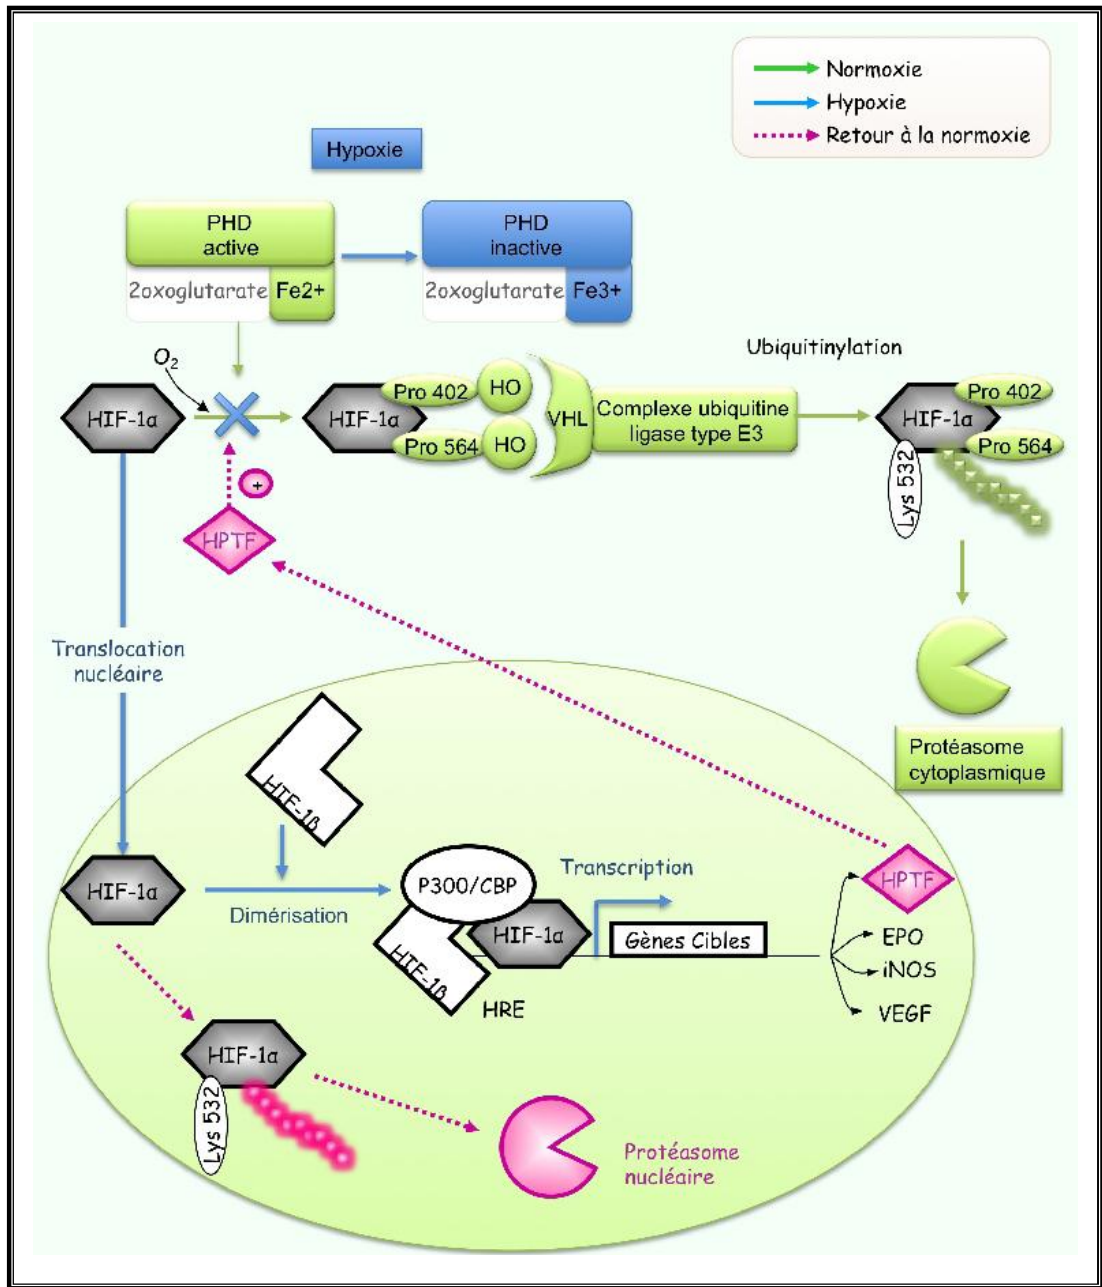 Normoxie
Hypoxie
Retour à la normoxie
Hypoxie
PHD
active
2oxoglutarate
Fe2+
PHD
inactive
2oxoglutarate
Fe3+
Ubiquitinylation
O2
HIF-1α
HIF-1α
Pro 402
HO
Pro 564
HO
VHL
Complexe ubiquitine
ligase type E3
HIF-1α
Pro 402
Pro 564
Lys 532
+
HPTF
Translocation
nucléaire
Protéasome
cytoplasmique
HIF-1β
HIF-1α
Dimérisation
P300/CBP
HIF-1α
HIF-1β
HRE
Transcription
Gènes Cibles
HPTF
EPO
iNOS
VEGF
HIF-1α
Lys 532
Protéasome
nucléaire